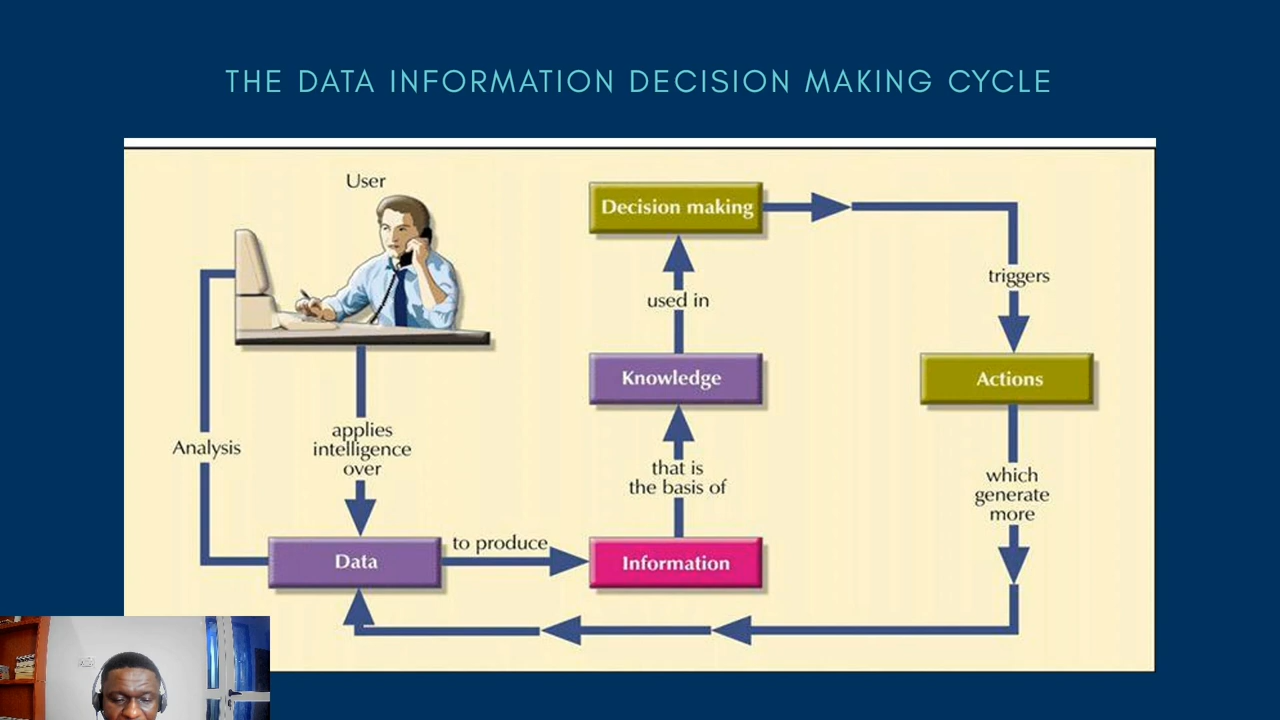 THE DATA INFORMATION DECISION MAKING CYCLE
User
Analysis
applies
intelligence
over
Data
to produce
Information
that is
the basis of
Knowledge
used in
Decision making
triggers
Actions
which
generate
more